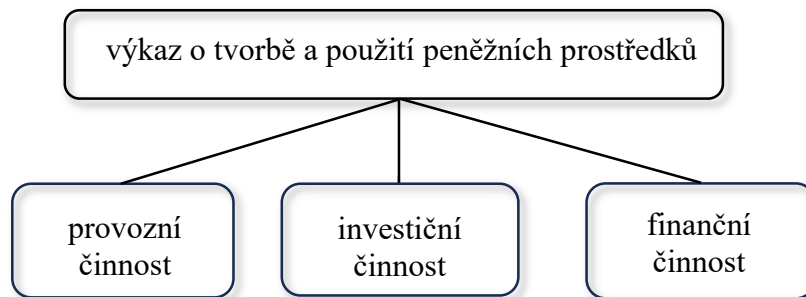 výkaz o tvorbě a použití peněžních prostředků
provozní
činnost
investiční
činnost
finanční
činnost